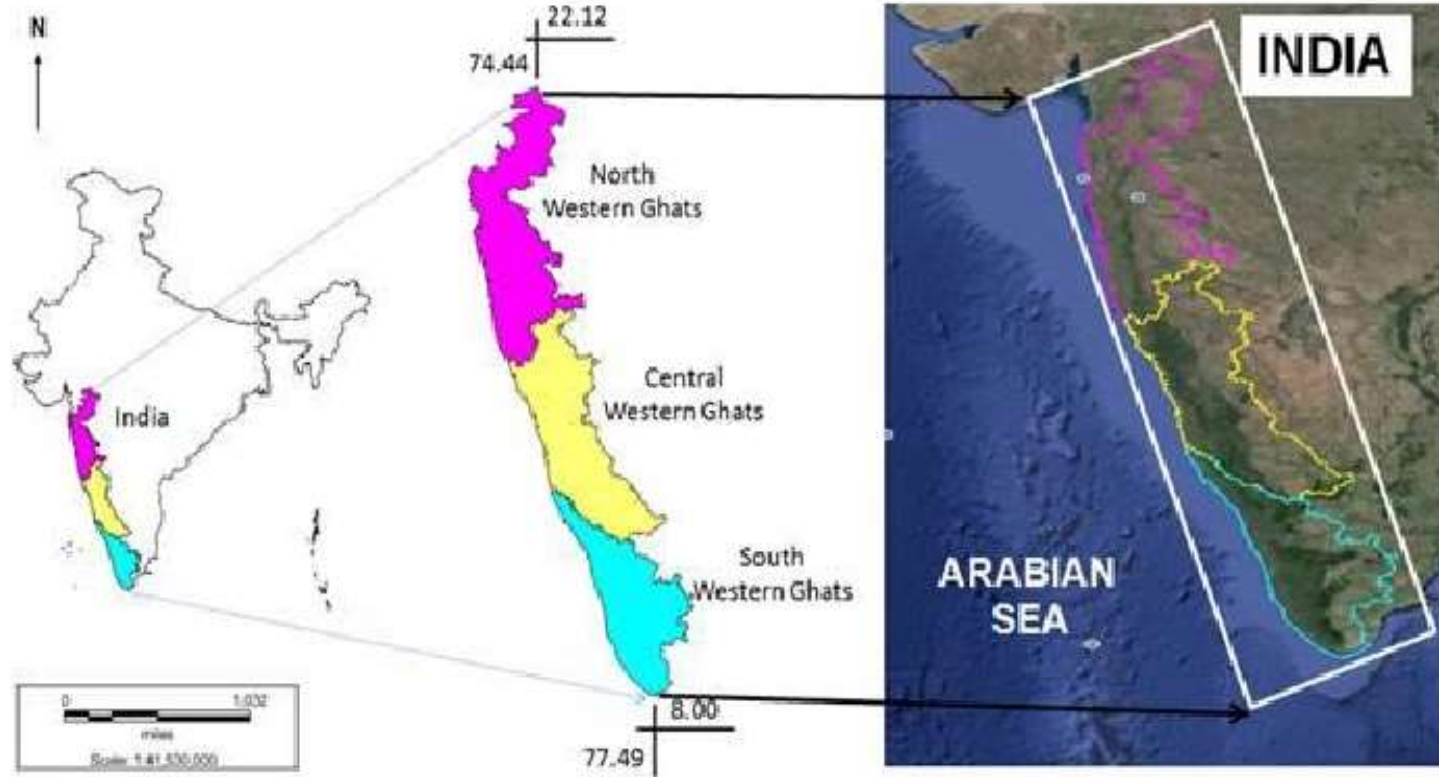 N
22.12
74.44
INDIA
North
Western Ghats
India
Central
Western Ghats
South
Western Ghats
ARABIAN
SEA
0
1,032
miles
8.00
77.49